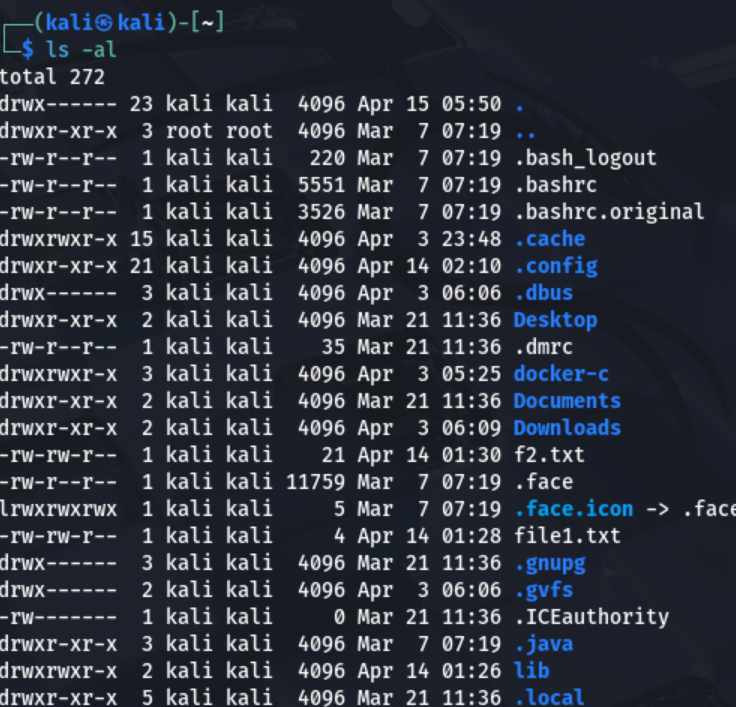 ┌──(kali㉿kali)-[~]
└─$ ls -al
total 272
drwx------ 23 kali kali  4096 Apr 15 05:50 .
drwxr-xr-x  3 root root  4096 Mar  7 07:19 ..
-rw-r--r--  1 kali kali   220 Mar  7 07:19 .bash_logout
-rw-r--r--  1 kali kali  5551 Mar  7 07:19 .bashrc
-rw-r--r--  1 kali kali  3526 Mar  7 07:19 .bashrc.original
drwxrwxr-x 15 kali kali  4096 Apr  3 23:48 .cache
drwxr-xr-x 21 kali kali  4096 Apr 14 02:10 .config
drwx------  3 kali kali  4096 Apr  3 06:06 .dbus
drwxr-xr-x  2 kali kali  4096 Mar 21 11:36 Desktop
-rw-r--r--  1 kali kali    35 Mar 21 11:36 .dmrc
drwxrwxr-x  3 kali kali  4096 Apr  3 05:25 docker-c
drwxr-xr-x  2 kali kali  4096 Mar 21 11:36 Documents
drwxr-xr-x  2 kali kali  4096 Apr  3 06:09 Downloads
-rw-rw-r--  1 kali kali    21 Apr 14 01:30 f2.txt
-rw-r--r--  1 kali kali 11759 Mar  7 07:19 .face
lrwxrwxrwx  1 kali kali     5 Mar  7 07:19 .face.icon -> .face
-rw-rw-r--  1 kali kali     4 Apr 14 01:28 file1.txt
drwx------  3 kali kali  4096 Mar 21 11:36 .gnupg
drwx------  2 kali kali  4096 Apr  3 06:06 .gvfs
-rw-------  1 kali kali     0 Mar 21 11:36 .ICEauthority
drwxr-xr-x  3 kali kali  4096 Mar  7 07:19 .java
drwxrwxr-x  2 kali kali  4096 Apr 14 01:26 lib
drwxr-xr-x  5 kali kali  4096 Mar 21 11:36 .local